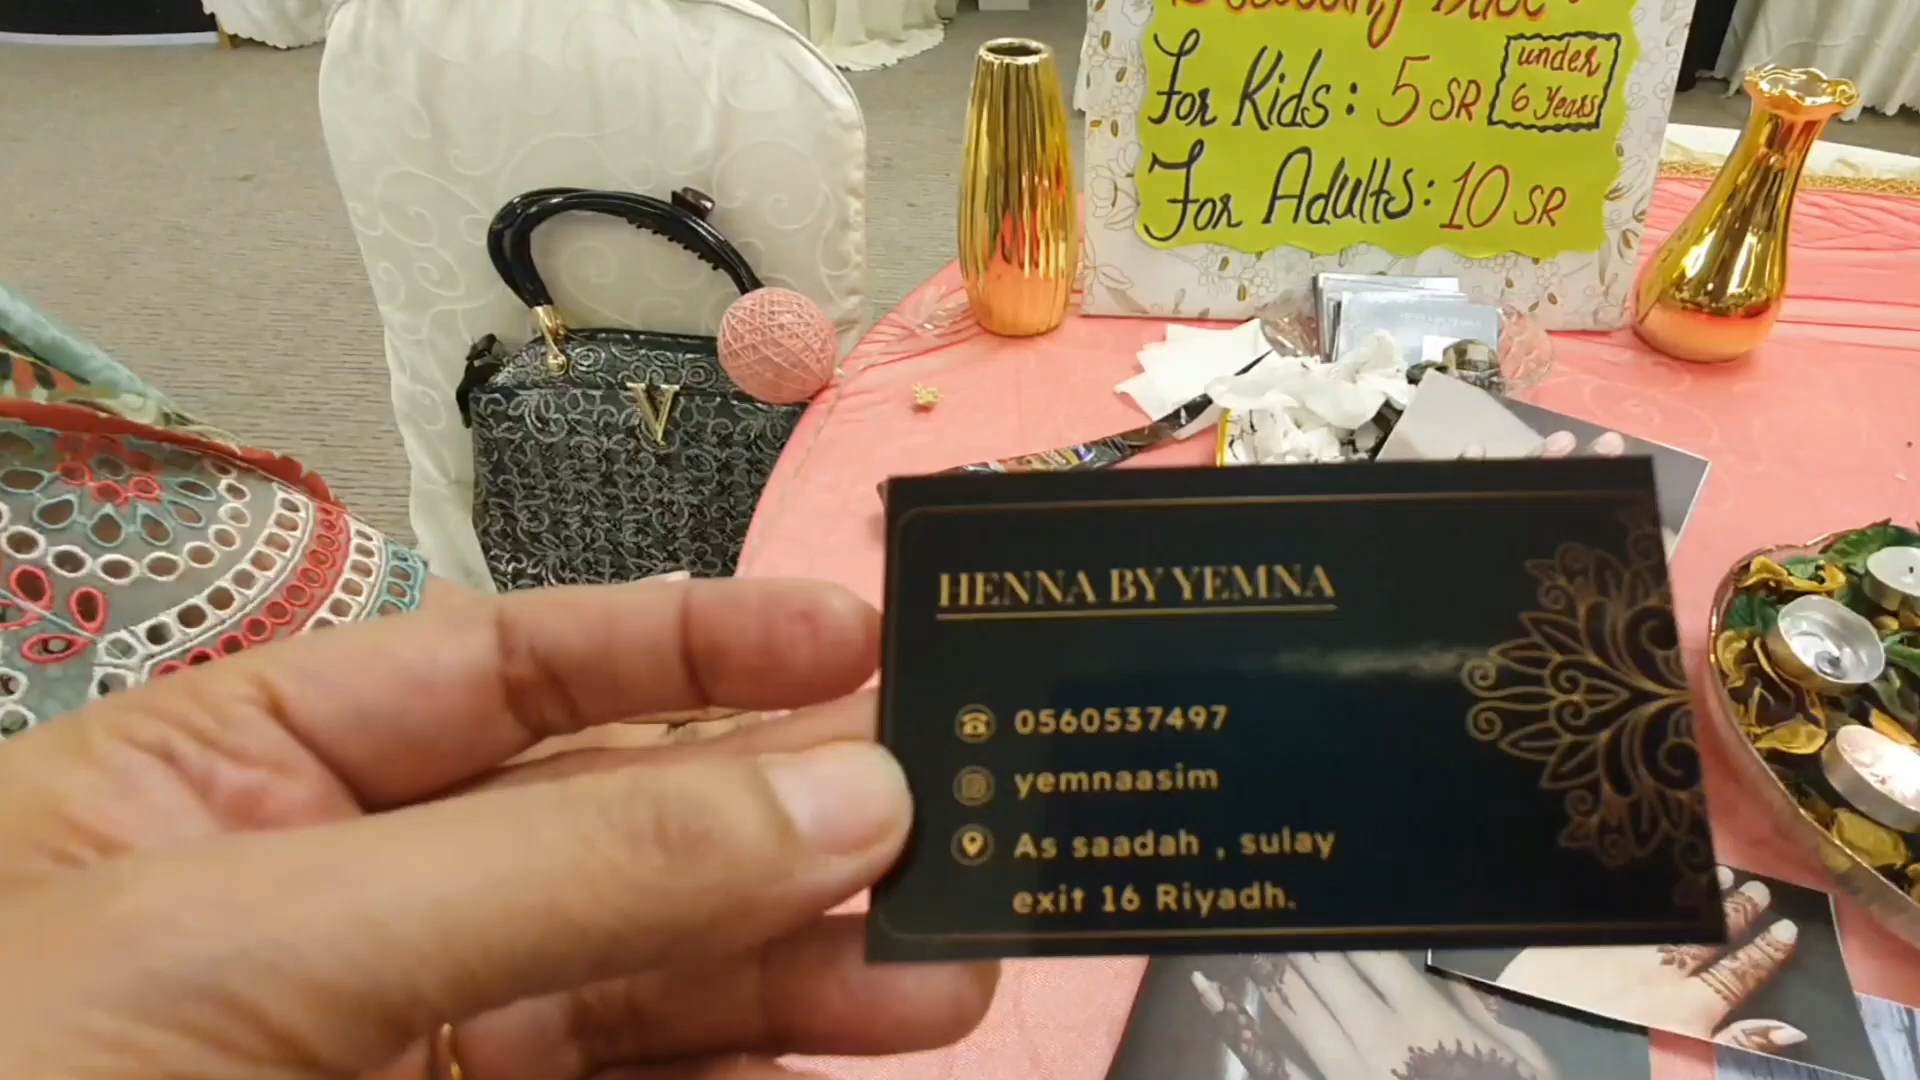 For Kids: 5 SR
under
6 Years
For Adults: 10 SR
V
HENNA BY YEMNA
0560537497
yemnaasim
As saadah , sulay
exit 16 Riyadh.